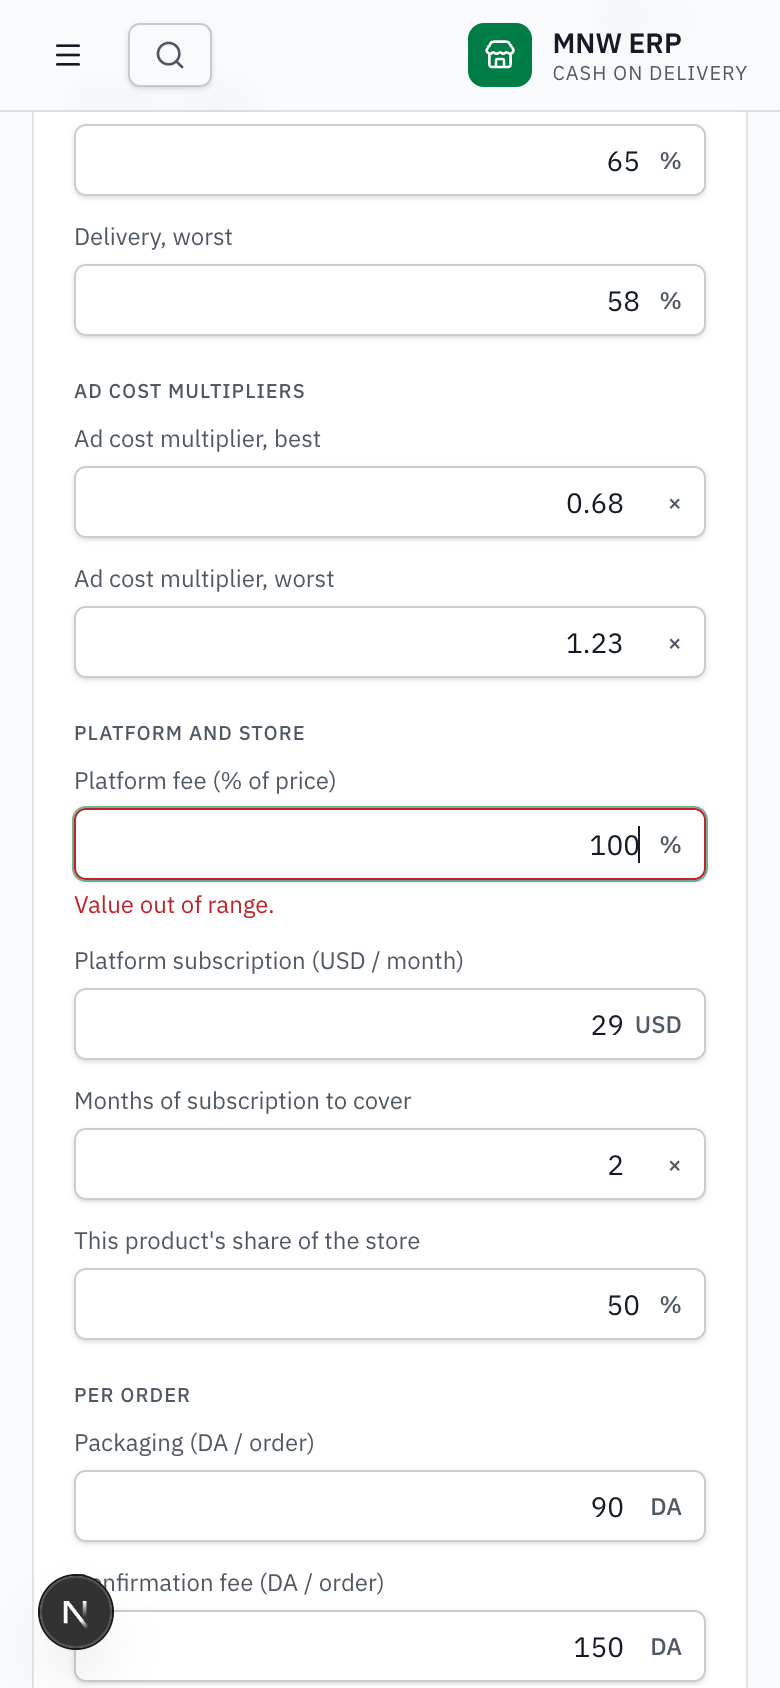 MNW ERP
CASH ON DELIVERY
65 %
Delivery, worst
58 %
AD COST MULTIPLIERS
Ad cost multiplier, best
0.68 ×
Ad cost multiplier, worst
1.23 ×
PLATFORM AND STORE
Platform fee (% of price)
100 %
Value out of range.
Platform subscription (USD / month)
29 USD
Months of subscription to cover
2 ×
This product's share of the store
50 %
PER ORDER
Packaging (DA / order)
90 DA
onfirmation fee (DA / order)
N
150 DA